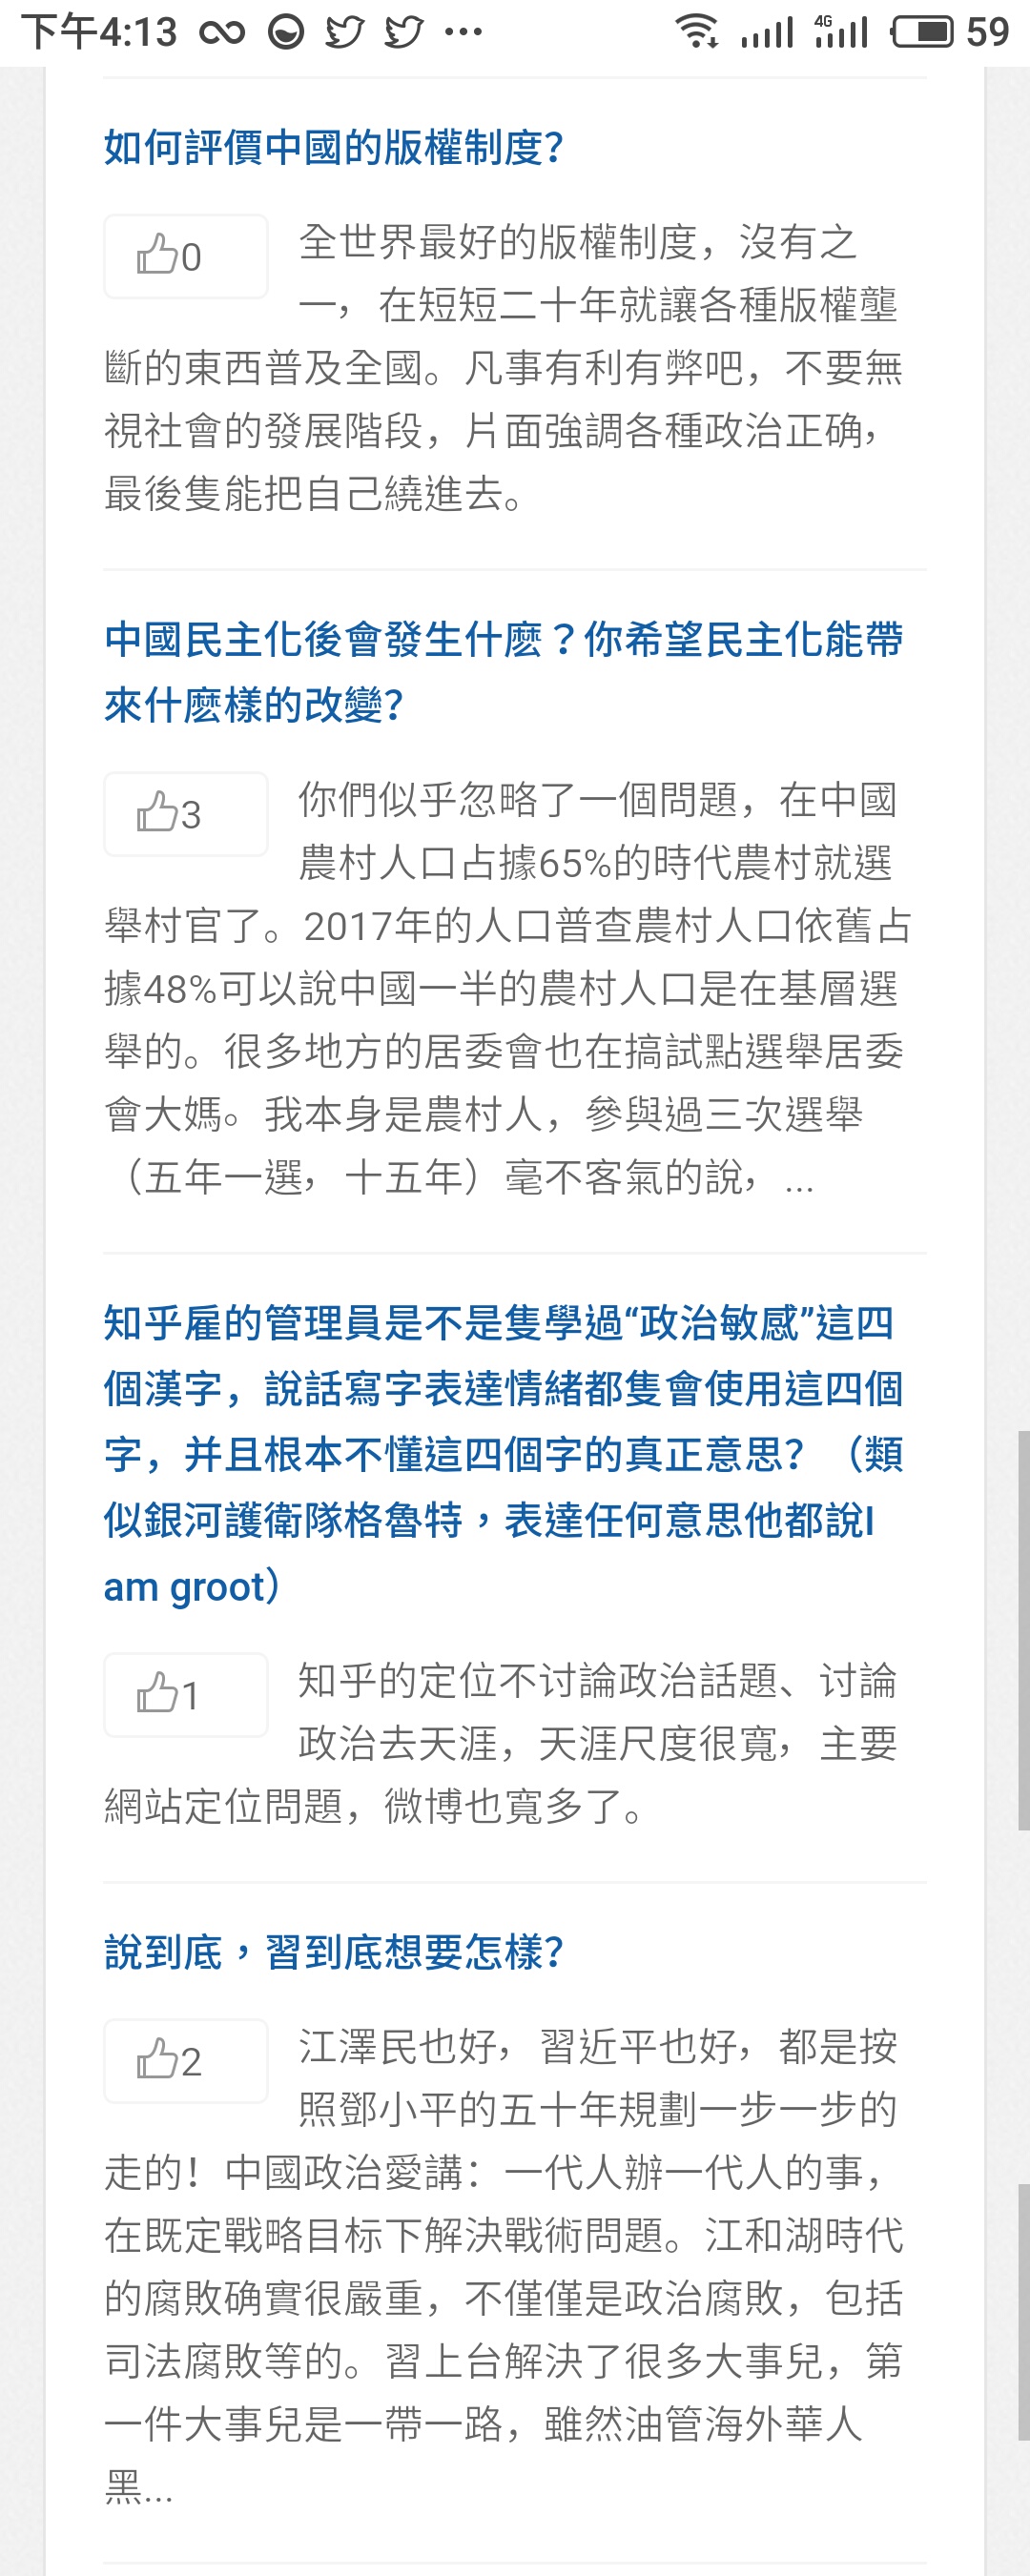 下午4:13 ... 4G 59
如何評價中國的版權制度？
0
全世界最好的版權制度，沒有之
一，在短短二十年就讓各種版權壟
斷的東西普及全國。凡事有利有弊吧，不要無
視社會的發展階段，片面強調各種政治正确，
最後隻能把自己繞進去。
中國民主化後會發生什麽？你希望民主化能帶
來什麽樣的改變？
3
你們似乎忽略了一個問題，在中國
農村人口占據65%的時代農村就選
舉村官了。2017年的人口普查農村人口依舊占
據48%可以說中國一半的農村人口是在基層選
舉的。很多地方的居委會也在搞試點選舉居委
會大媽。我本身是農村人，參與過三次選舉
（五年一選，十五年）毫不客氣的說，...
知乎雇的管理員是不是隻學過“政治敏感”這四
個漢字，說話寫字表達情緒都隻會使用這四個
字，并且根本不懂這四個字的真正意思？（類
似銀河護衛隊格魯特，表達任何意思他都說I
am groot）
1
知乎的定位不讨論政治話題、讨論
政治去天涯，天涯尺度很寬，主要
網站定位問題，微博也寬多了。
說到底，習到底想要怎樣？
2
江澤民也好，習近平也好，都是按
照鄧小平的五十年規劃一步一步的
走的！中國政治愛講：一代人辦一代人的事，
在既定戰略目标下解決戰術問題。江和湖時代
的腐敗确實很嚴重，不僅僅是政治腐敗，包括
司法腐敗等的。習上台解決了很多大事兒，第
一件大事兒是一帶一路，雖然油管海外華人
黑...